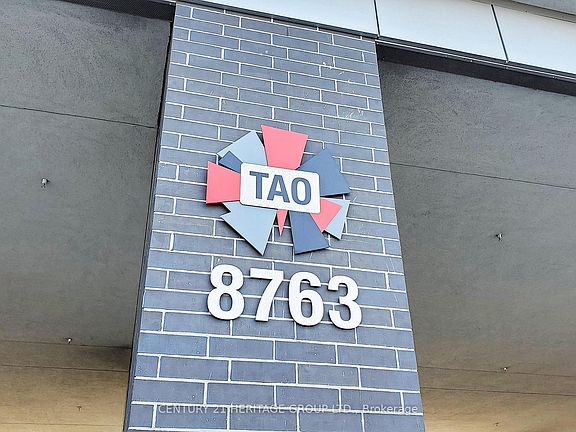 TAO
8763
CENTURY 21 HERITAGE GROUP LTD., Brokerage